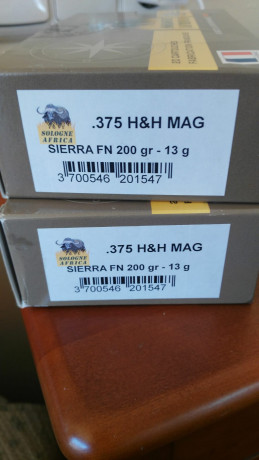 .375 H&H MAG
SOLOGNE
AFRICA
SIERRA FN 200 gr - 13 g
3 700546 201547
.375 H&H MAG
SOLOGNE
AFRICA
SIERRA FN 200 gr - 13 g
3 700546 201547